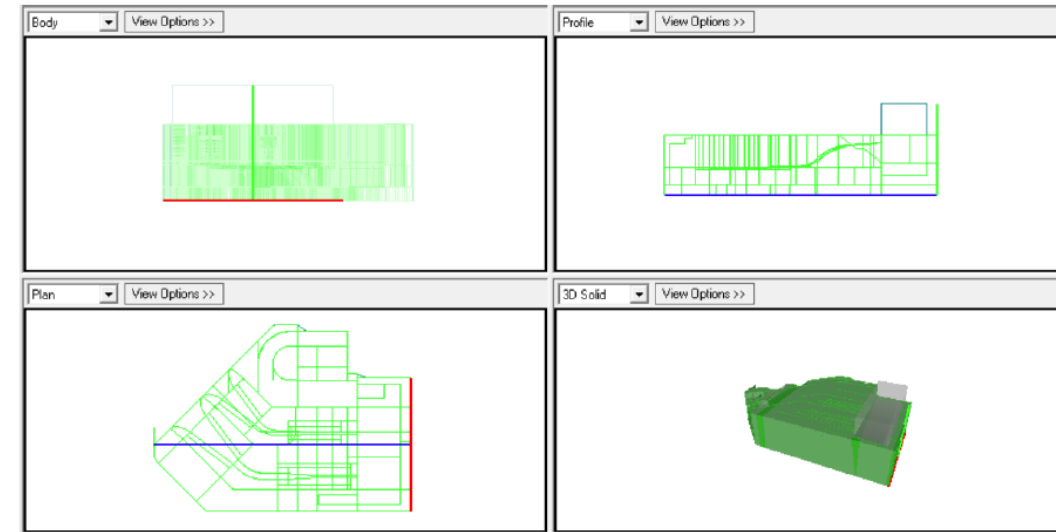 Body View Options >>
Profile View Options >>
Plan View Options >>
3D Solid View Options >>